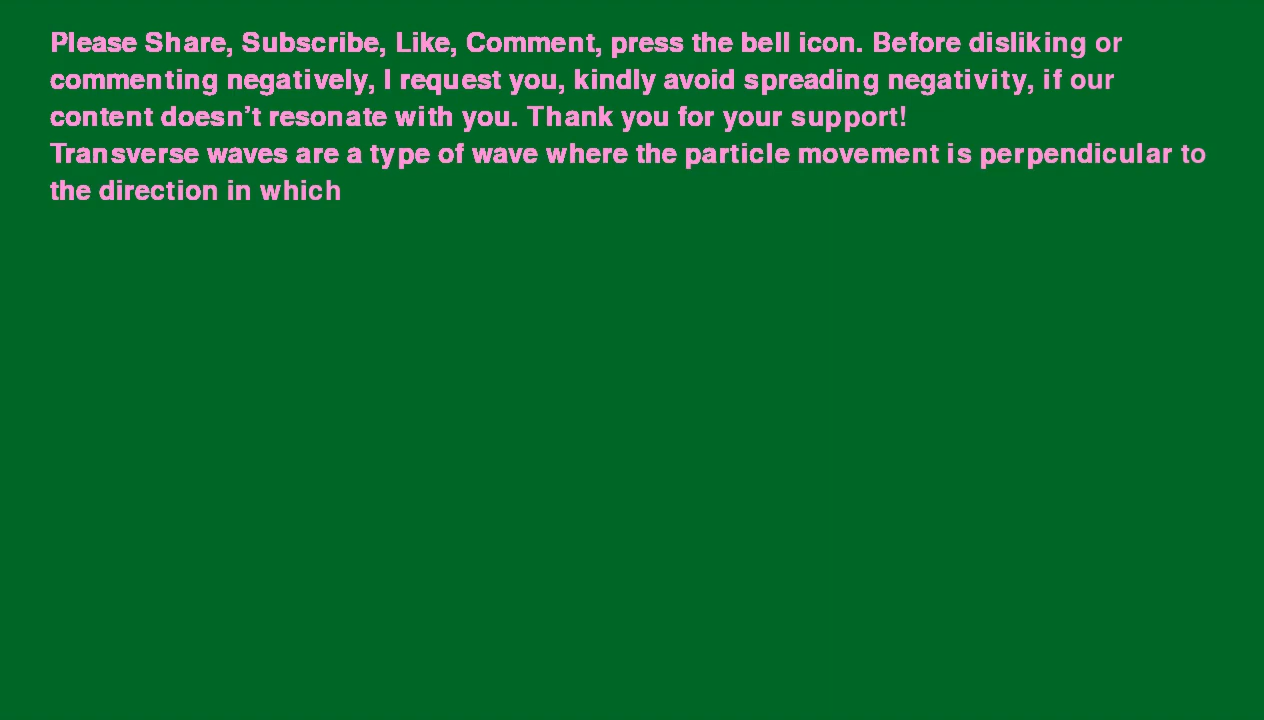 Please Share, Subscribe, Like, Comment, press the bell icon. Before disliking or
commenting negatively, I request you, kindly avoid spreading negativity, if our
content doesn’t resonate with you. Thank you for your support!
Transverse waves are a type of wave where the particle movement is perpendicular to
the direction in which